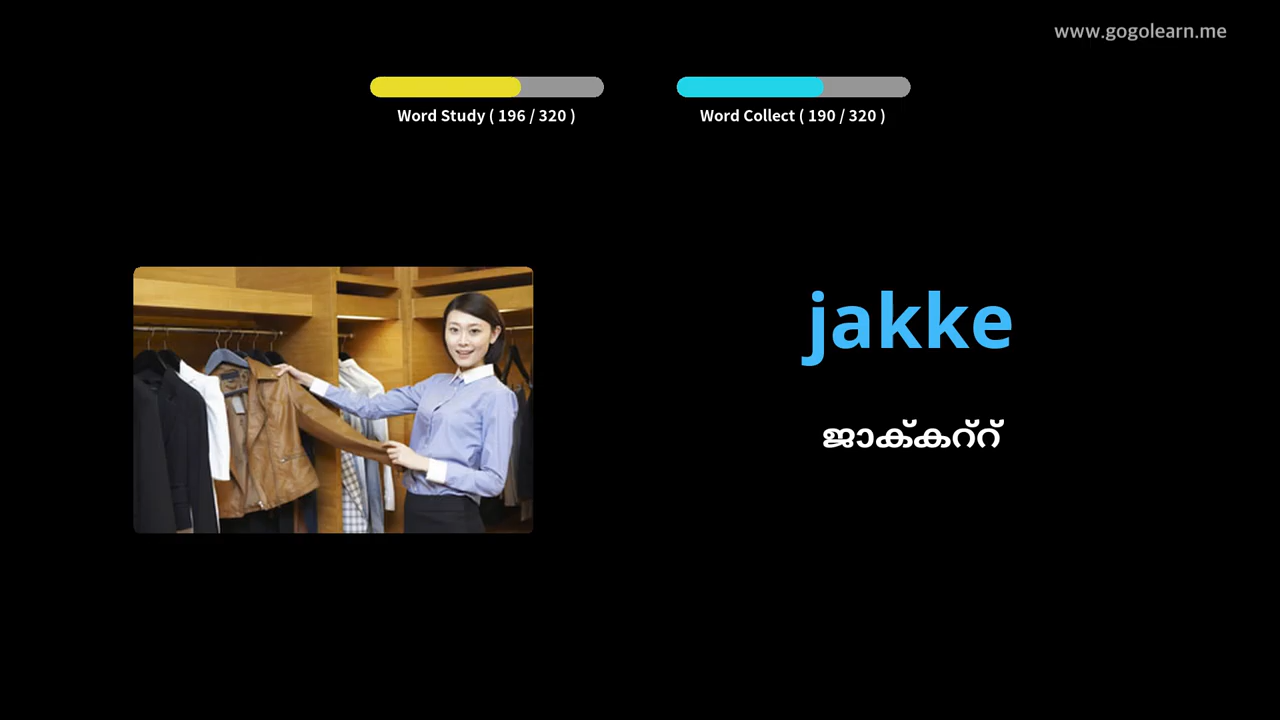 www.gogolearn.me
Word Study ( 196 / 320 )
Word Collect ( 190 / 320 )
jakke
ജാക്കറ്റ്